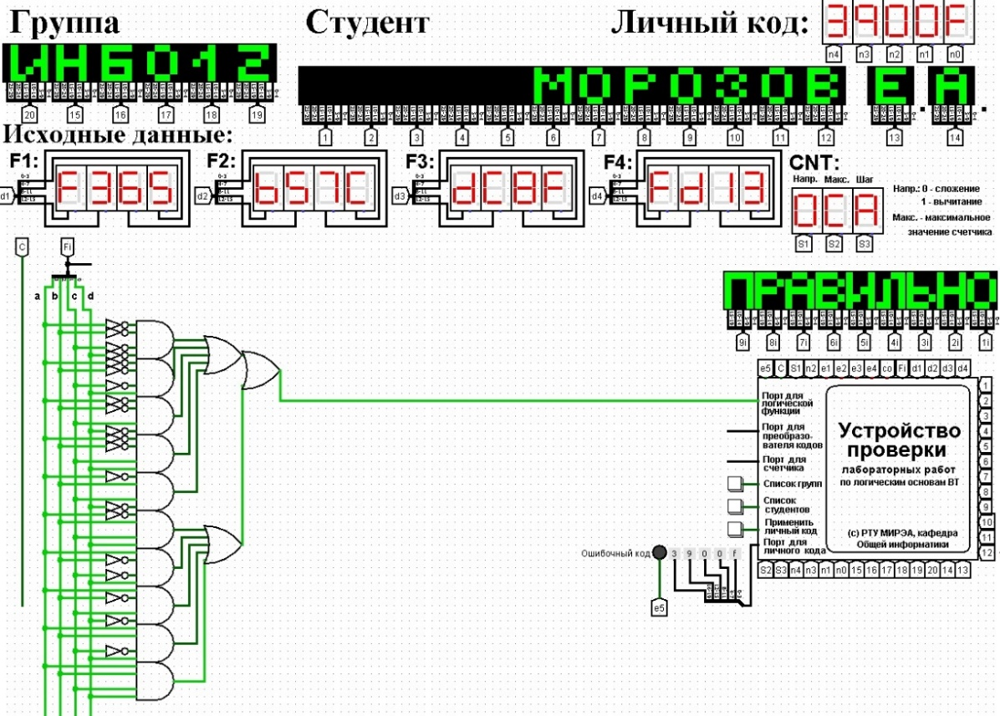 Группа Студент Личный код: 3900F
n4 n3 n2 n1 n0
ИНБО12 МОРОЗОВ Е. А.
20 15 16 17 18 19
1 2 3 4 5 6 7 8 9 10 11 12 13 14
Исходные данные:
F1: F365 F2: b57C F3: dC8F F4: Fd13
d1 d2 d3 d4
CNT:
Напр. Макс. Шаг
0CA
S1 S2 S3
Напр.: 0 - сложение
1 - вычитание
Макс. - максимальное
значение счетчика
C Fi
a b c d
ПРАВИЛЬНО
9i 8i 7i 6i 5i 4i 3i 2i 1i
e5 C S1 n2 e1 e2 e3 e4 co Fi d1 d2 d3 d4
Порт для
логической
функции
Порт для
преобразо-
вателя кодов
Порт для
счетчика
Список групп
Список
студентов
Применить
личный код
Порт для
личного кода
Устройство
проверки
лабораторных работ
по логическим основам ВТ
(с) РТУ МИРЭА, кафедра
Общей информатики
1
2
3
4
5
6
7
8
9
10
11
12
Ошибочный код: 3 9 0 0 f
e5
S2 S3 n4 n3 n1 n0 15 16 17 18 19 20 14 13